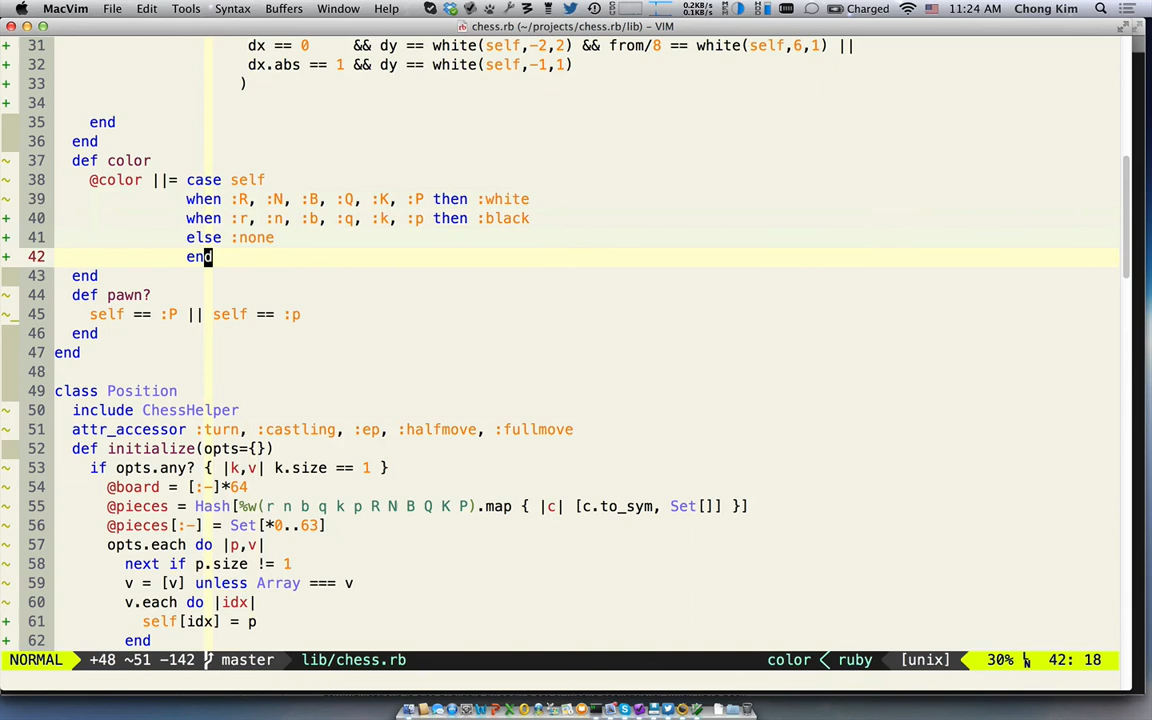 MacVim File Edit Tools Syntax Buffers Window Help 0.2KB/s 0.1KB/s Charged 11:24 AM Chong Kim
chess.rb (~/projects/chess.rb/lib) – VIM
+ 31 dx == 0 && dy == white(self,-2,2) && from/8 == white(self,6,1) ||
+ 32 dx.abs == 1 && dy == white(self,-1,1)
+ 33 )
+ 34
35 end
~ 36 end
~ 37 def color
~ 38 @color ||= case self
~ 39 when :R, :N, :B, :Q, :K, :P then :white
+ 40 when :r, :n, :b, :q, :k, :p then :black
+ 41 else :none
+ 42 end
43 end
~ 44 def pawn?
~_ 45 self == :P || self == :p
46 end
47 end
48
~ 49 class Position
~ 50 include ChessHelper
~ 51 attr_accessor :turn, :castling, :ep, :halfmove, :fullmove
52 def initialize(opts={})
~ 53 if opts.any? { |k,v| k.size == 1 }
~ 54 @board = [:-]*64
~ 55 @pieces = Hash[%w(r n b q k p R N B Q K P).map { |c| [c.to_sym, Set[]] }]
~ 56 @pieces[:-] = Set[*0..63]
~ 57 opts.each do |p,v|
~ 58 next if p.size != 1
~ 59 v = [v] unless Array === v
~ 60 v.each do |idx|
+ 61 self[idx] = p
+ 62 end
NORMAL +48 ~51 -142 master lib/chess.rb color < ruby [unix] 30% 42: 18